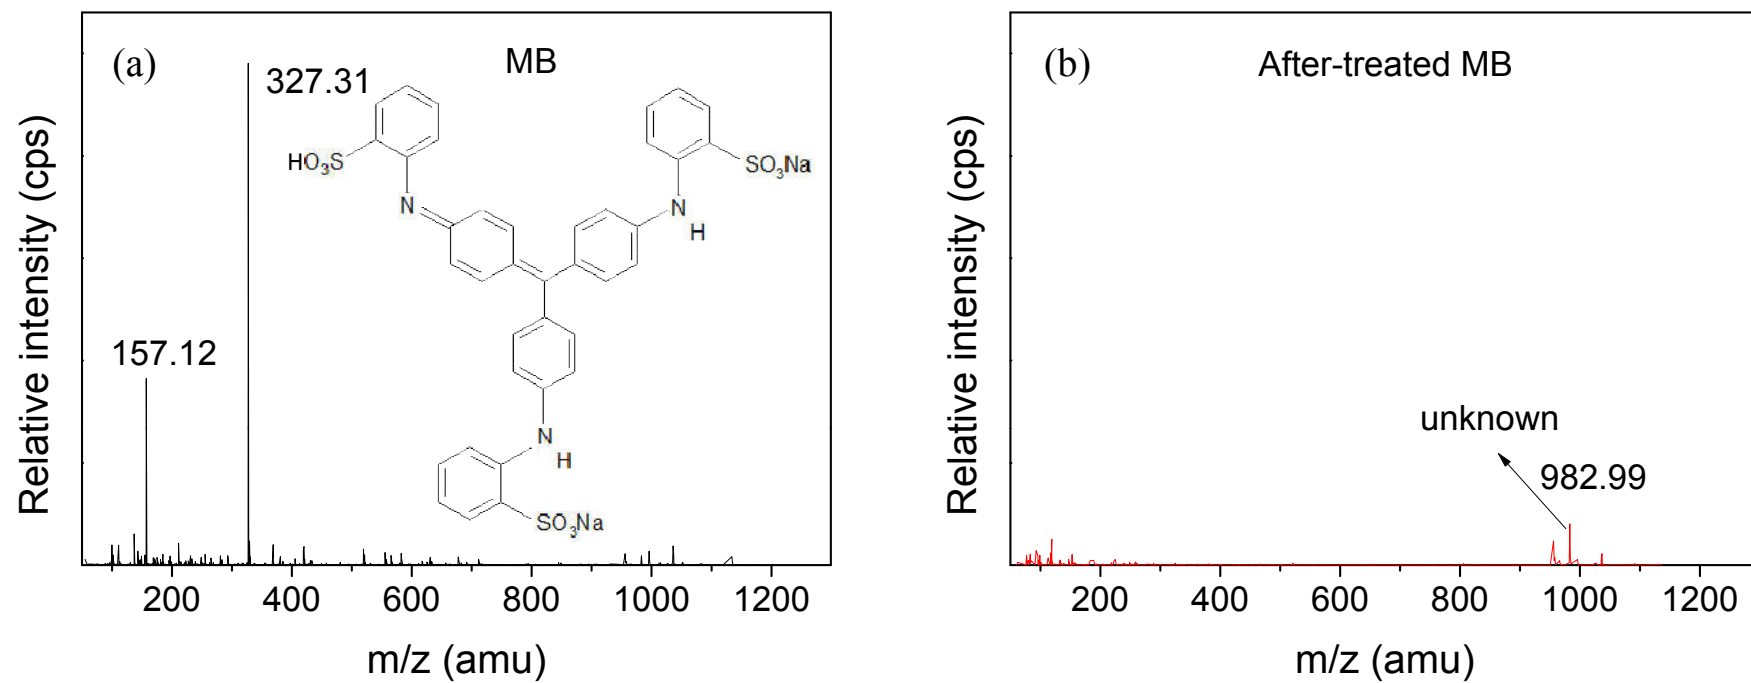 (a)
MB
327.31
157.12
HO₃S
SO₃Na
N
N
H
N
H
SO₃Na
Relative intensity (cps)
200 400 600 800 1000 1200
m/z (amu)
(b)
After-treated MB
unknown
982.99
Relative intensity (cps)
200 400 600 800 1000 1200
m/z (amu)